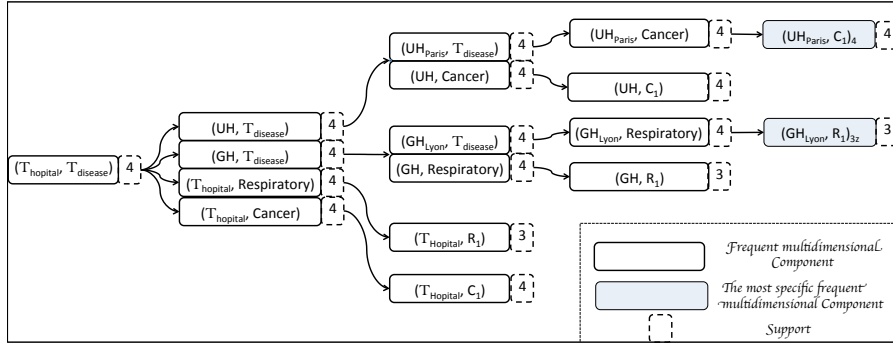 (T_hopital, T_disease) 4
(UH, T_disease) 4
(GH, T_disease) 4
(T_hopital, Respiratory) 4
(T_hopital, Cancer) 4
(UH_Paris, T_disease) 4
(UH, Cancer) 4
(GH_Lyon, T_disease) 4
(GH, Respiratory) 4
(T_Hopital, R_1) 3
(T_Hopital, C_1) 4
(UH_Paris, Cancer) 4
(UH, C_1) 4
(GH_Lyon, Respiratory) 4
(GH, R_1) 3
(UH_Paris, C_1)_4 4
(GH_Lyon, R_1)_3z 3
Frequent multidimensional
Component
The most specific frequent
multidimensional Component
Support